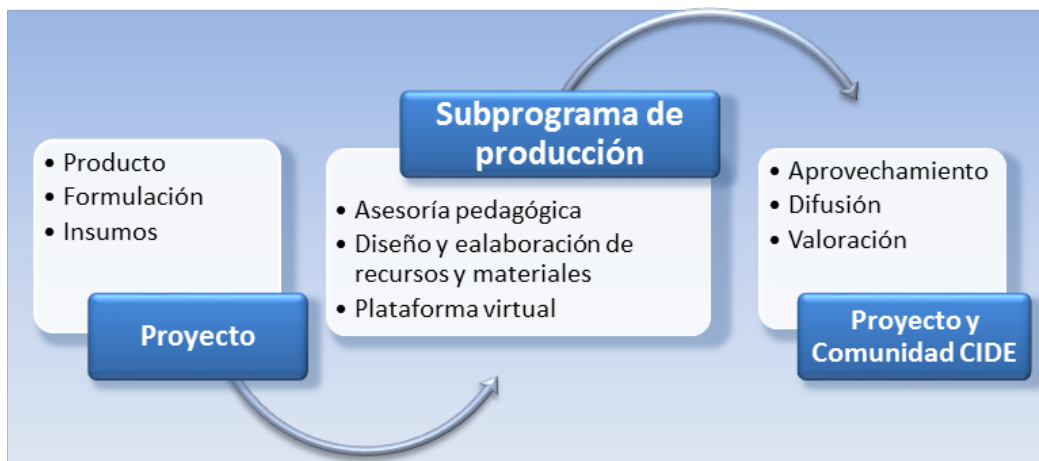 • Producto
• Formulación
• Insumos
Proyecto
Subprograma de
producción
• Asesoría pedagógica
• Diseño y ealaboración de
recursos y materiales
• Plataforma virtual
• Aprovechamiento
• Difusión
• Valoración
Proyecto y
Comunidad CIDE